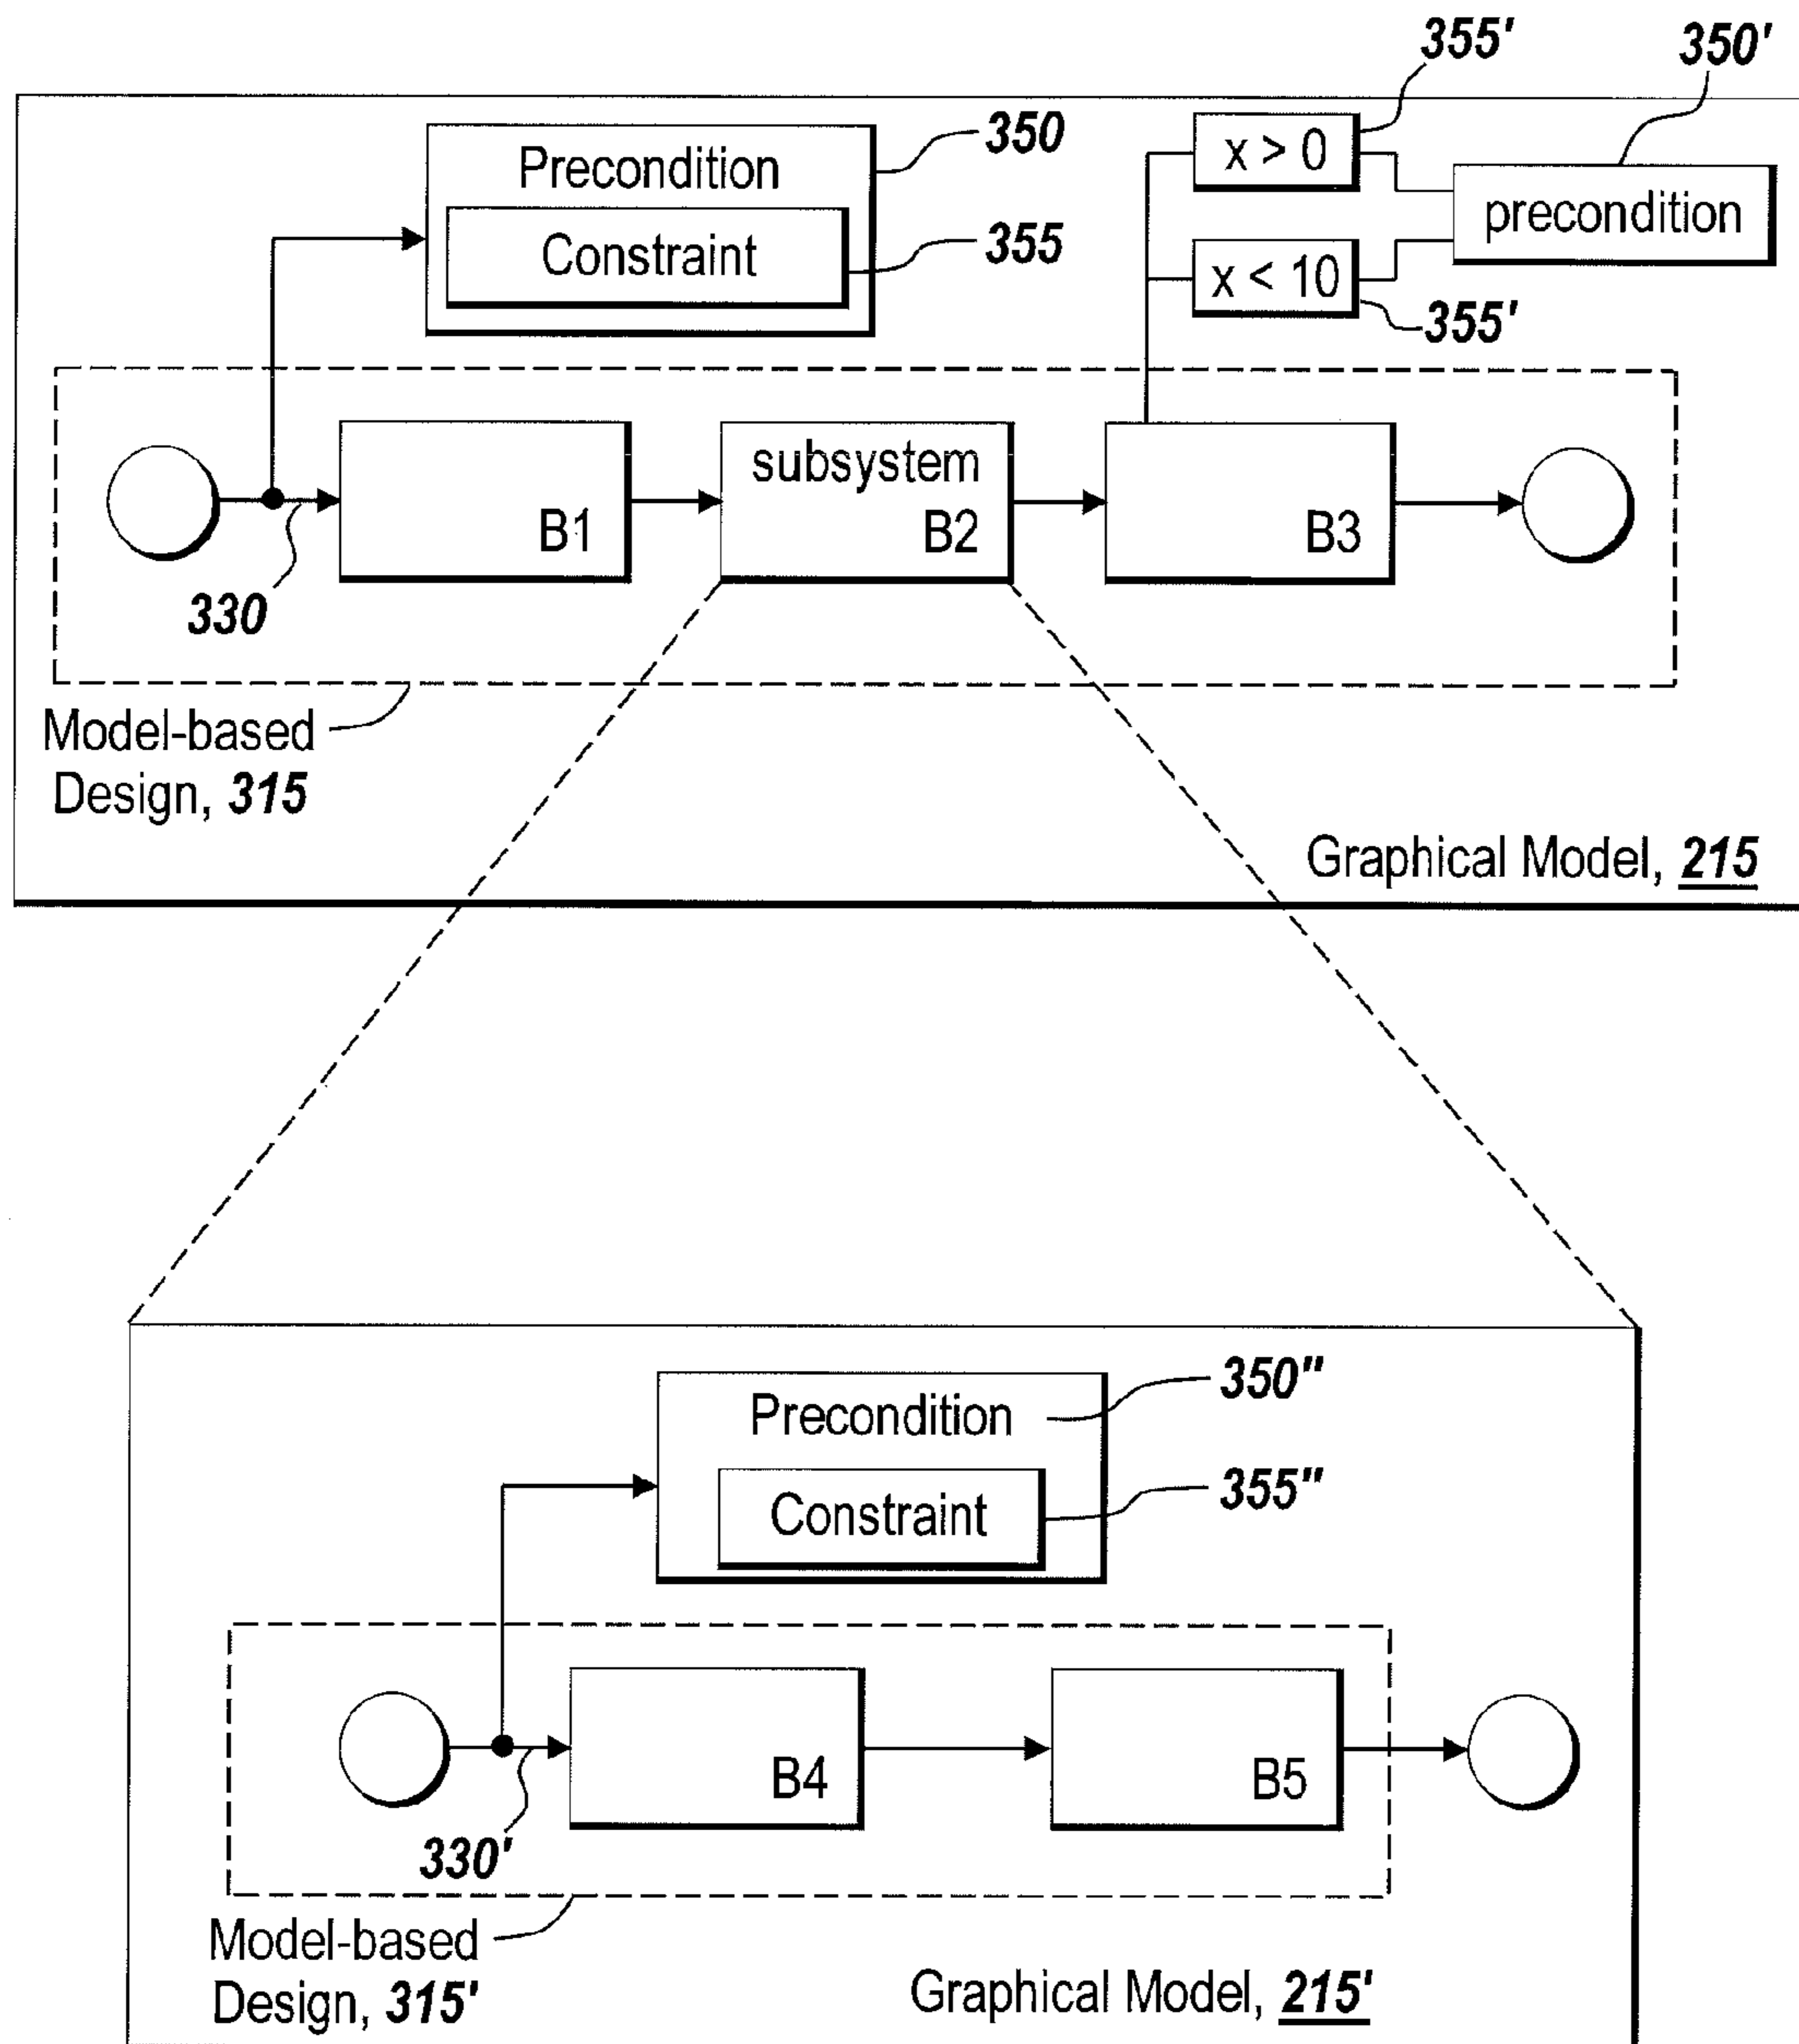 355'
350'
350
Precondition
x > 0
precondition
355
Constraint
x < 10
355'
subsystem
B1
B2
B3
330
Model-based
Design, 315
Graphical Model, 215
350"
Precondition
355"
Constraint
B4
B5
330'
Model-based
Design, 315'
Graphical Model, 215'